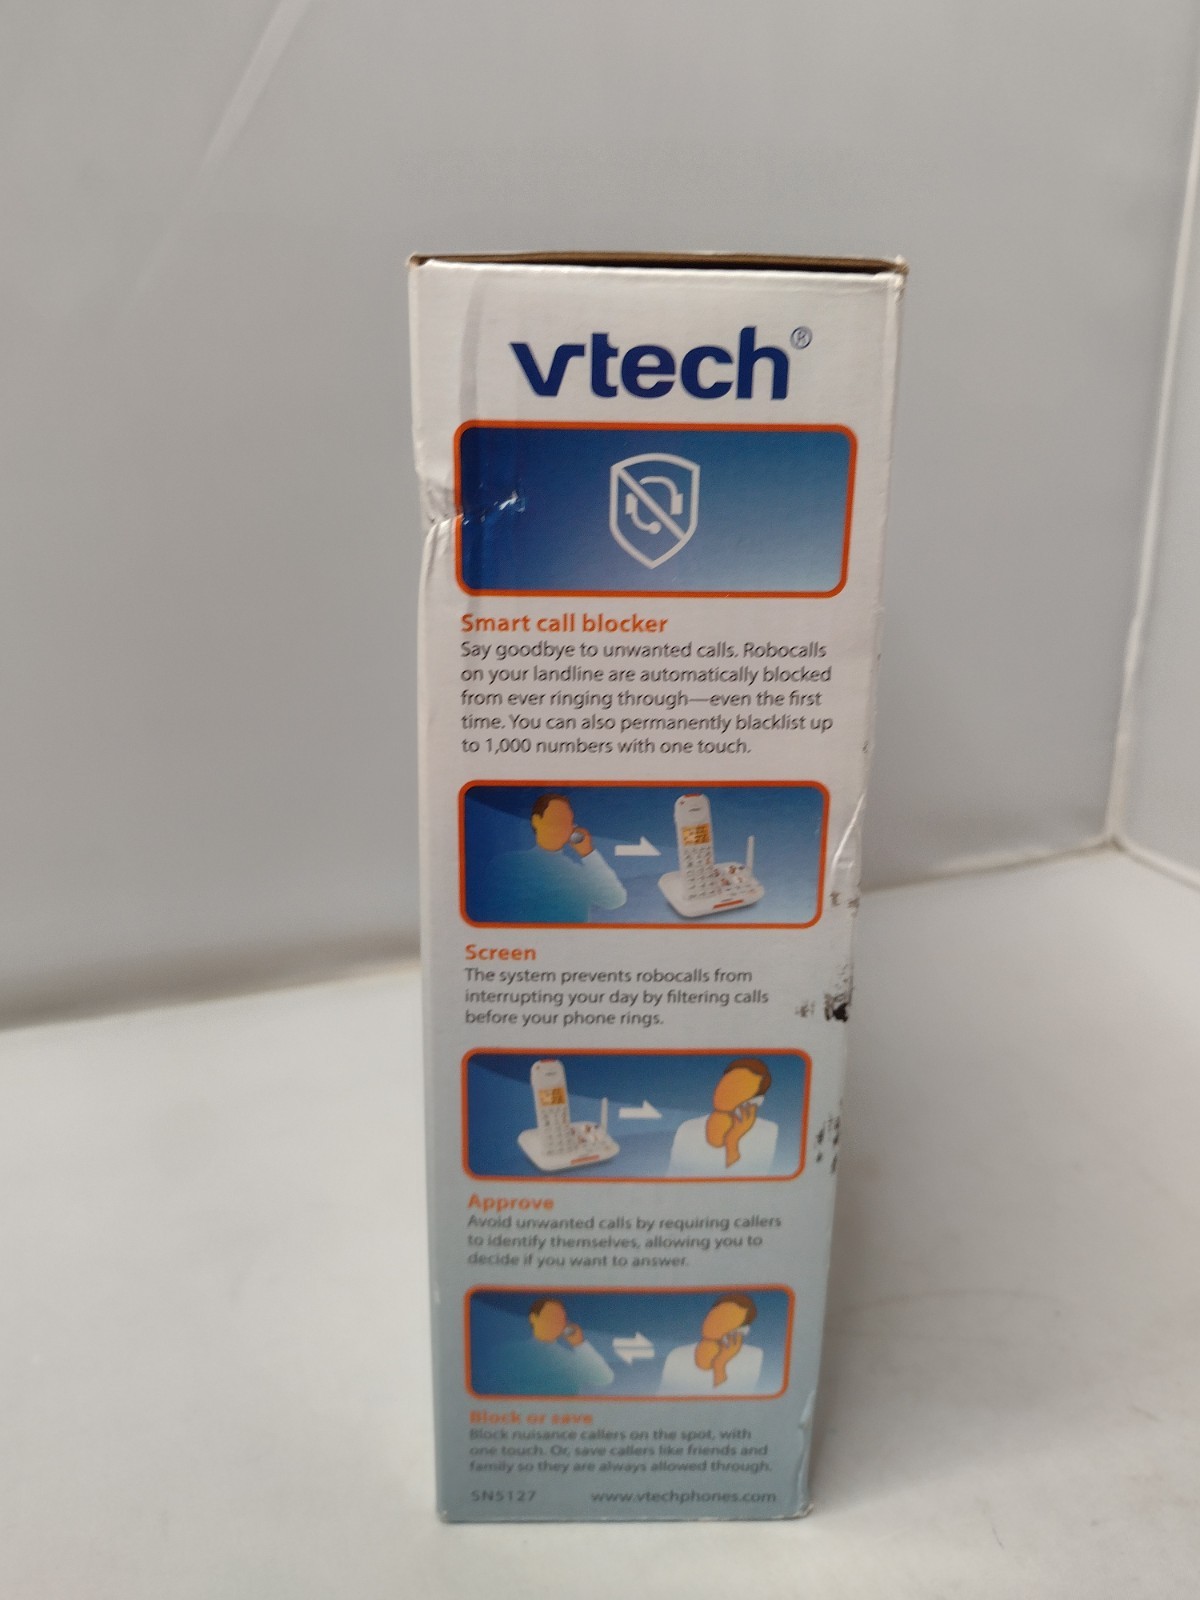 vtech®
Smart call blocker
Say goodbye to unwanted calls. Robocalls
on your landline are automatically blocked
from ever ringing through—even the first
time. You can also permanently blacklist up
to 1,000 numbers with one touch.
Screen
The system prevents robocalls from
interrupting your day by filtering calls
before your phone rings.
Approve
Avoid unwanted calls by requiring callers
to identify themselves, allowing you to
decide if you want to answer.
Block or save
Block nuisance callers on the spot, with
one touch. Or, save callers like friends and
family so they are always allowed through.
SN5127 www.vtechphones.com